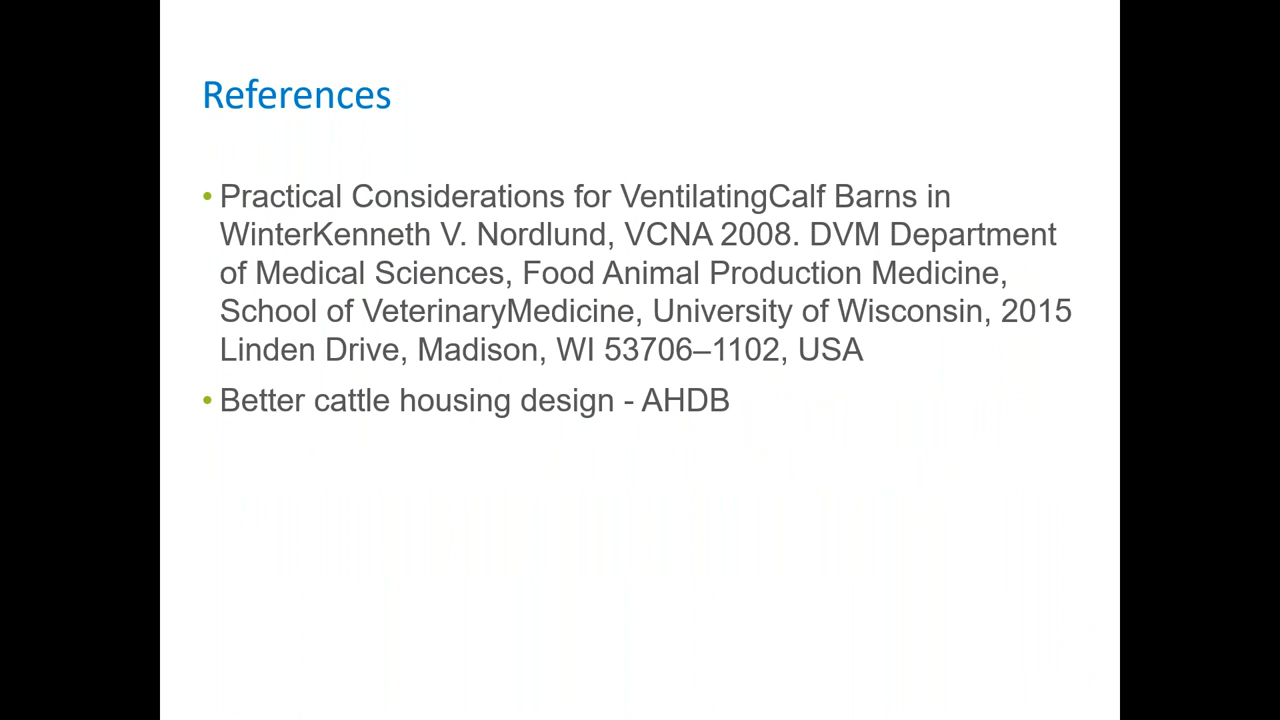 References
• Practical Considerations for VentilatingCalf Barns in
WinterKenneth V. Nordlund, VCNA 2008. DVM Department
of Medical Sciences, Food Animal Production Medicine,
School of VeterinaryMedicine, University of Wisconsin, 2015
Linden Drive, Madison, WI 53706–1102, USA
• Better cattle housing design - AHDB